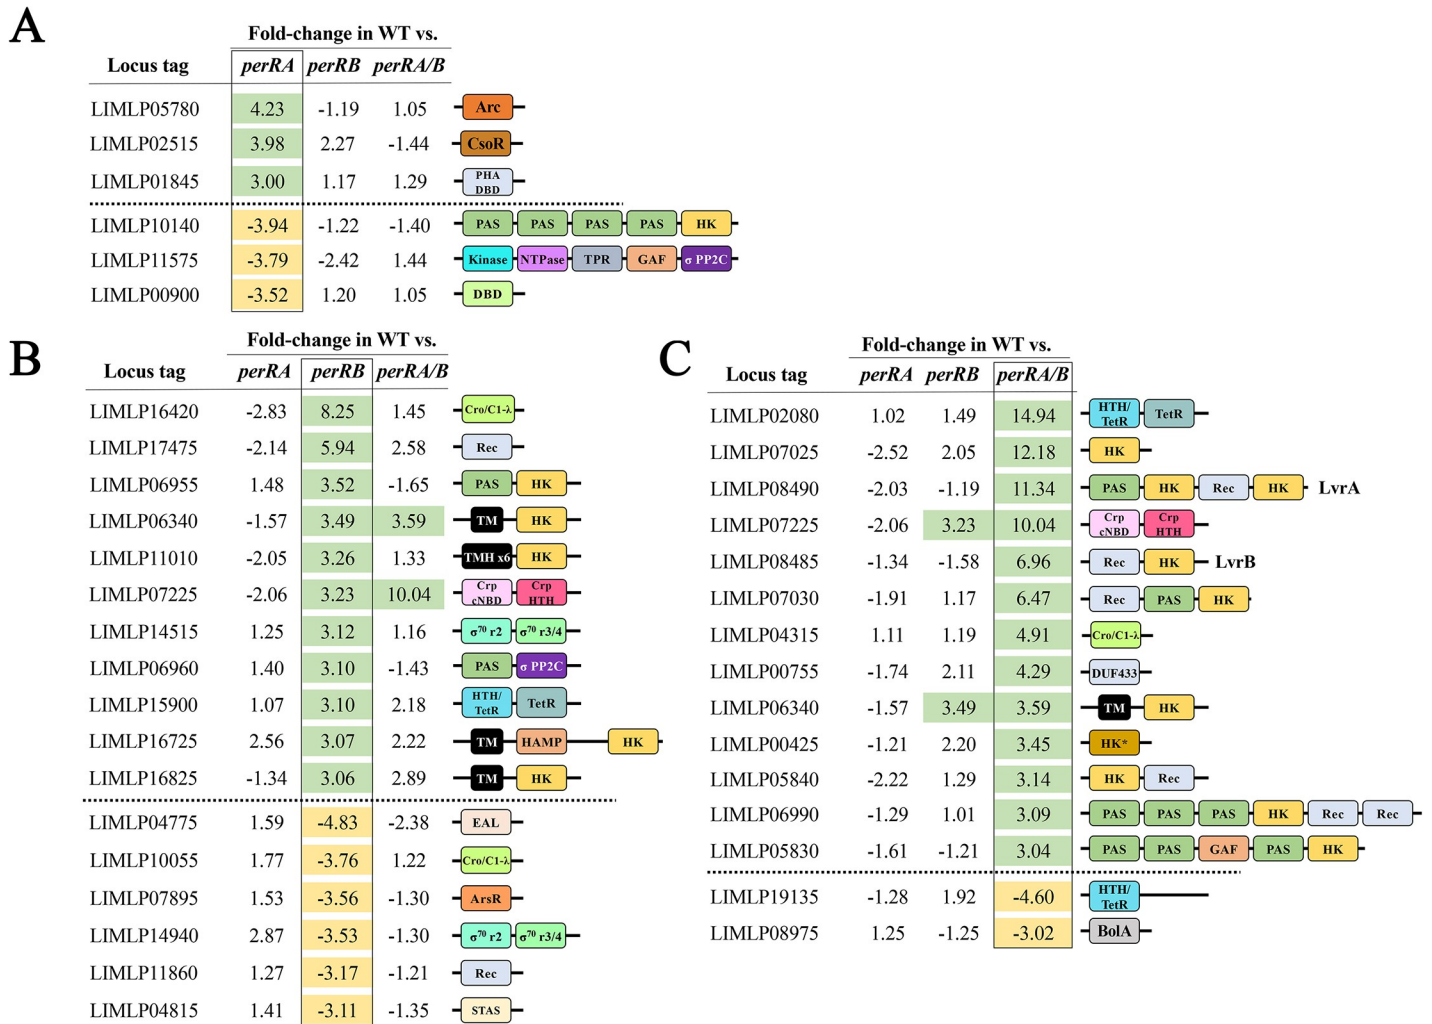 A
Fold-change in WT vs.
Locus tag perRA perRB perRA/B
LIMLP05780 4.23 -1.19 1.05 Arc
LIMLP02515 3.98 2.27 -1.44 CsoR
LIMLP01845 3.00 1.17 1.29 PHA DBD
LIMLP10140 -3.94 -1.22 -1.40 PAS PAS PAS PAS HK
LIMLP11575 -3.79 -2.42 1.44 Kinase NTPase TPR GAF σ PP2C
LIMLP00900 -3.52 1.20 1.05 DBD
B
Fold-change in WT vs.
Locus tag perRA perRB perRA/B
LIMLP16420 -2.83 8.25 1.45 Cro/C1-λ
LIMLP17475 -2.14 5.94 2.58 Rec
LIMLP06955 1.48 3.52 -1.65 PAS HK
LIMLP06340 -1.57 3.49 3.59 TM HK
LIMLP11010 -2.05 3.26 1.33 TMH x6 HK
LIMLP07225 -2.06 3.23 10.04 Crp cNBD Crp HTH
LIMLP14515 1.25 3.12 1.16 σ⁷⁰ r2 σ⁷⁰ r3/4
LIMLP06960 1.40 3.10 -1.43 PAS σ PP2C
LIMLP15900 1.07 3.10 2.18 HTH/ TetR TetR
LIMLP16725 2.56 3.07 2.22 TM HAMP HK
LIMLP16825 -1.34 3.06 2.89 TM HK
LIMLP04775 1.59 -4.83 -2.38 EAL
LIMLP10055 1.77 -3.76 1.22 Cro/C1-λ
LIMLP07895 1.53 -3.56 -1.30 ArsR
LIMLP14940 2.87 -3.53 -1.30 σ⁷⁰ r2 σ⁷⁰ r3/4
LIMLP11860 1.27 -3.17 -1.21 Rec
LIMLP04815 1.41 -3.11 -1.35 STAS
C
Fold-change in WT vs.
Locus tag perRA perRB perRA/B
LIMLP02080 1.02 1.49 14.94 HTH/ TetR TetR
LIMLP07025 -2.52 2.05 12.18 HK
LIMLP08490 -2.03 -1.19 11.34 PAS HK Rec HK LvrA
LIMLP07225 -2.06 3.23 10.04 Crp cNBD Crp HTH
LIMLP08485 -1.34 -1.58 6.96 Rec HK LvrB
LIMLP07030 -1.91 1.17 6.47 Rec PAS HK
LIMLP04315 1.11 1.19 4.91 Cro/C1-λ
LIMLP00755 -1.74 2.11 4.29 DUF433
LIMLP06340 -1.57 3.49 3.59 TM HK
LIMLP00425 -1.21 2.20 3.45 HK*
LIMLP05840 -2.22 1.29 3.14 HK Rec
LIMLP06990 -1.29 1.01 3.09 PAS PAS PAS HK Rec Rec
LIMLP05830 -1.61 -1.21 3.04 PAS PAS GAF PAS HK
LIMLP19135 -1.28 1.92 -4.60 HTH/ TetR
LIMLP08975 1.25 -1.25 -3.02 BolA